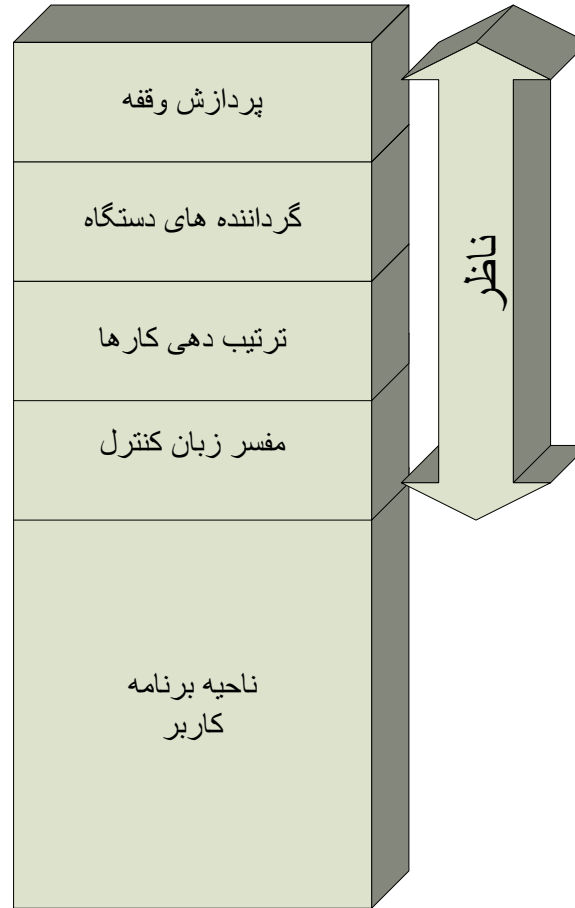 پردازش وقفه
گرداننده های دستگاه
ترتیب دهی کارها
مفسر زبان کنترل
ناحیه برنامه
کاربر
ناظر